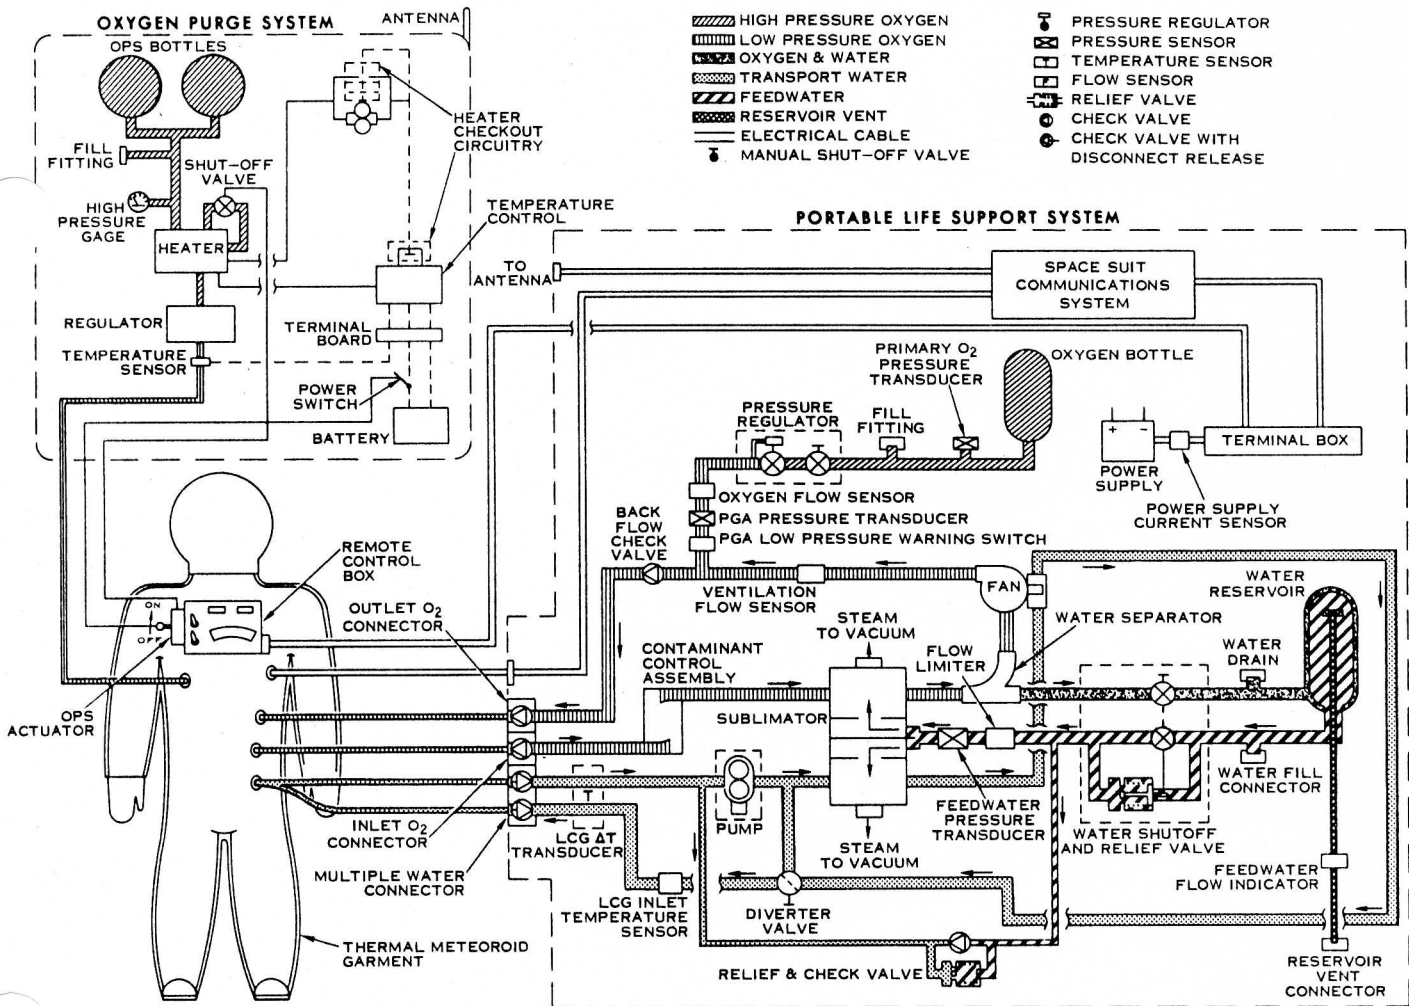 OXYGEN PURGE SYSTEM
ANTENNA
OPS BOTTLES
FILL
FITTING
SHUT-OFF
VALVE
HIGH
PRESSURE
GAGE
HEATER
HEATER
CHECKOUT
CIRCUITRY
TEMPERATURE
CONTROL
REGULATOR
TERMINAL
BOARD
TEMPERATURE
SENSOR
POWER
SWITCH
BATTERY
HIGH PRESSURE OXYGEN
LOW PRESSURE OXYGEN
OXYGEN & WATER
TRANSPORT WATER
FEEDWATER
RESERVOIR VENT
ELECTRICAL CABLE
MANUAL SHUT-OFF VALVE
PRESSURE REGULATOR
PRESSURE SENSOR
T
TEMPERATURE SENSOR
F
FLOW SENSOR
RELIEF VALVE
CHECK VALVE
CHECK VALVE WITH
DISCONNECT RELEASE
PORTABLE LIFE SUPPORT SYSTEM
TO
ANTENNA
SPACE SUIT
COMMUNICATIONS
SYSTEM
PRIMARY O2
PRESSURE
TRANSDUCER
OXYGEN BOTTLE
PRESSURE
REGULATOR
FILL
FITTING
+ -
POWER
SUPPLY
TERMINAL BOX
POWER SUPPLY
CURRENT SENSOR
OXYGEN FLOW SENSOR
PGA PRESSURE TRANSDUCER
PGA LOW PRESSURE WARNING SWITCH
BACK
FLOW
CHECK
VALVE
VENTILATION
FLOW SENSOR
FAN
WATER
RESERVOIR
REMOTE
CONTROL
BOX
ON
OFF
OUTLET O2
CONNECTOR
STEAM
TO VACUUM
WATER SEPARATOR
CONTAMINANT
CONTROL
ASSEMBLY
FLOW
LIMITER
WATER
DRAIN
OPS
ACTUATOR
SUBLIMATOR
WATER FILL
CONNECTOR
INLET O2
CONNECTOR
T
LCG ΔT
TRANSDUCER
PUMP
FEEDWATER
PRESSURE
TRANSDUCER
STEAM
TO VACUUM
WATER SHUTOFF
AND RELIEF VALVE
MULTIPLE WATER
CONNECTOR
FEEDWATER
FLOW INDICATOR
LCG INLET
TEMPERATURE
SENSOR
DIVERTER
VALVE
THERMAL METEOROID
GARMENT
RELIEF & CHECK VALVE
RESERVOIR
VENT
CONNECTOR